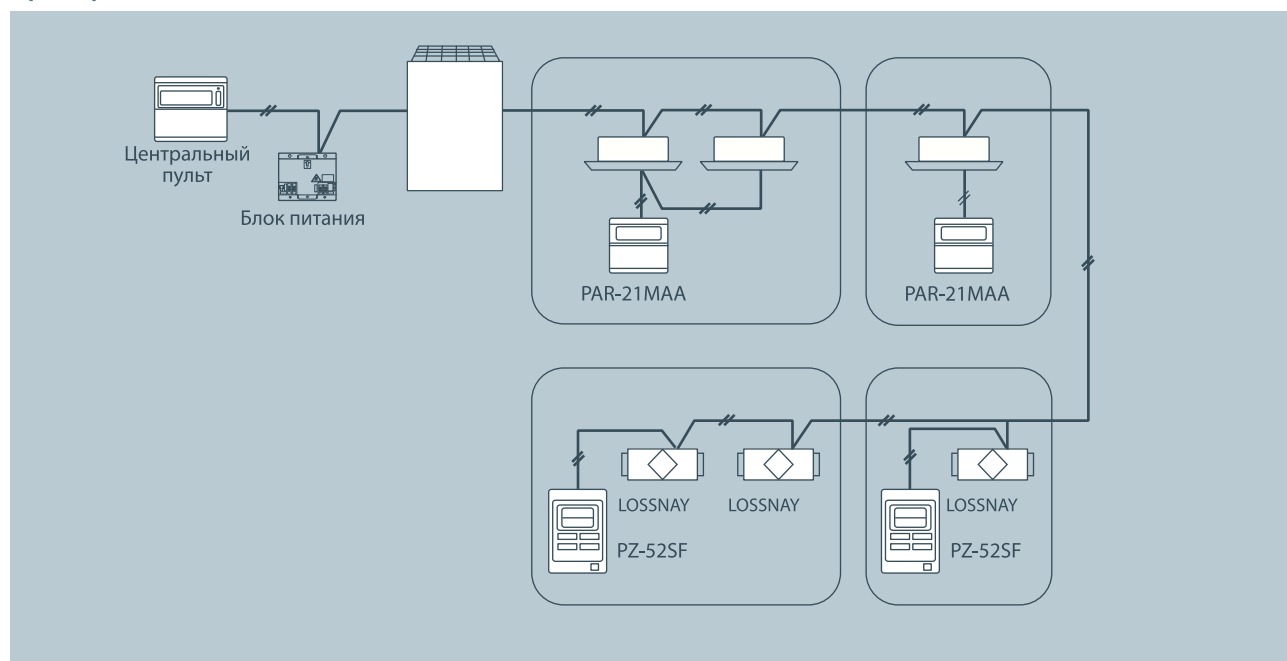 Центральный
пульт
Блок питания
PAR-21MAA
PAR-21MAA
LOSSNAY
LOSSNAY
LOSSNAY
PZ-52SF
PZ-52SF